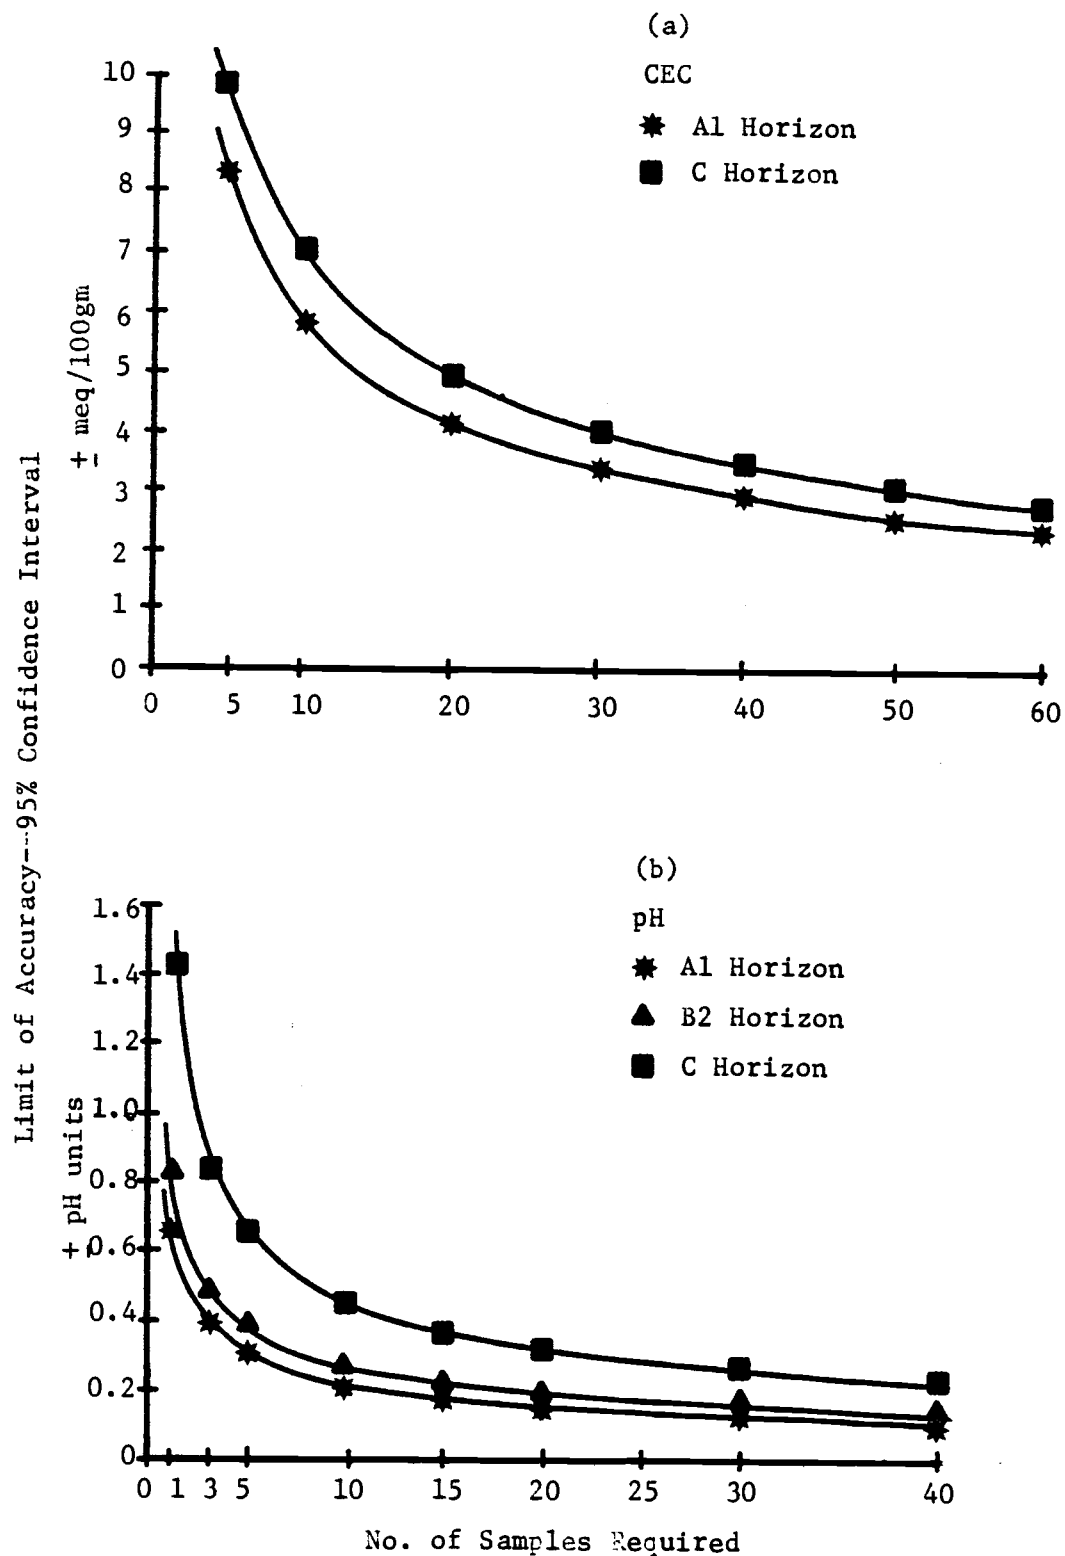 (a)
CEC
A1 Horizon
C Horizon
10
9
8
7
6
5
4
3
2
1
0
± meq/100gm
0 5 10 20 30 40 50 60
Limit of Accuracy--95% Confidence Interval
(b)
pH
A1 Horizon
B2 Horizon
C Horizon
1.6
1.4
1.2
1.0
0.8
0.6
0.4
0.2
0
± pH units
0 1 3 5 10 15 20 30 40
No. of Samples Required